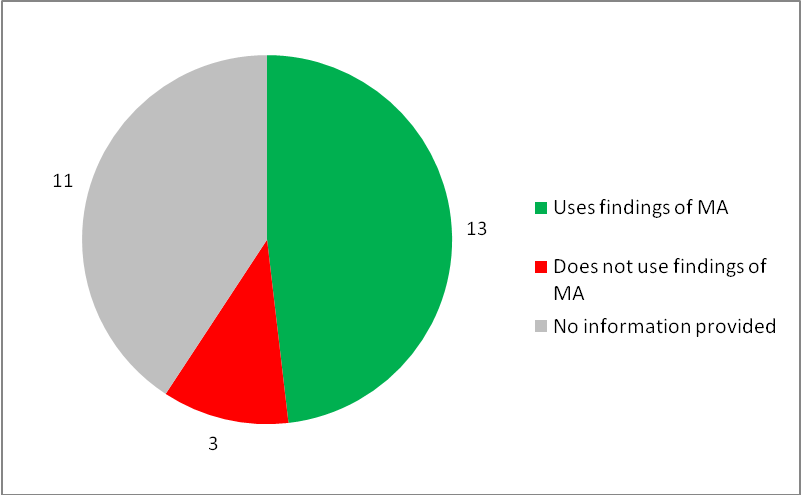 11
13
3
Uses findings of MA
Does not use findings of
MA
No information provided